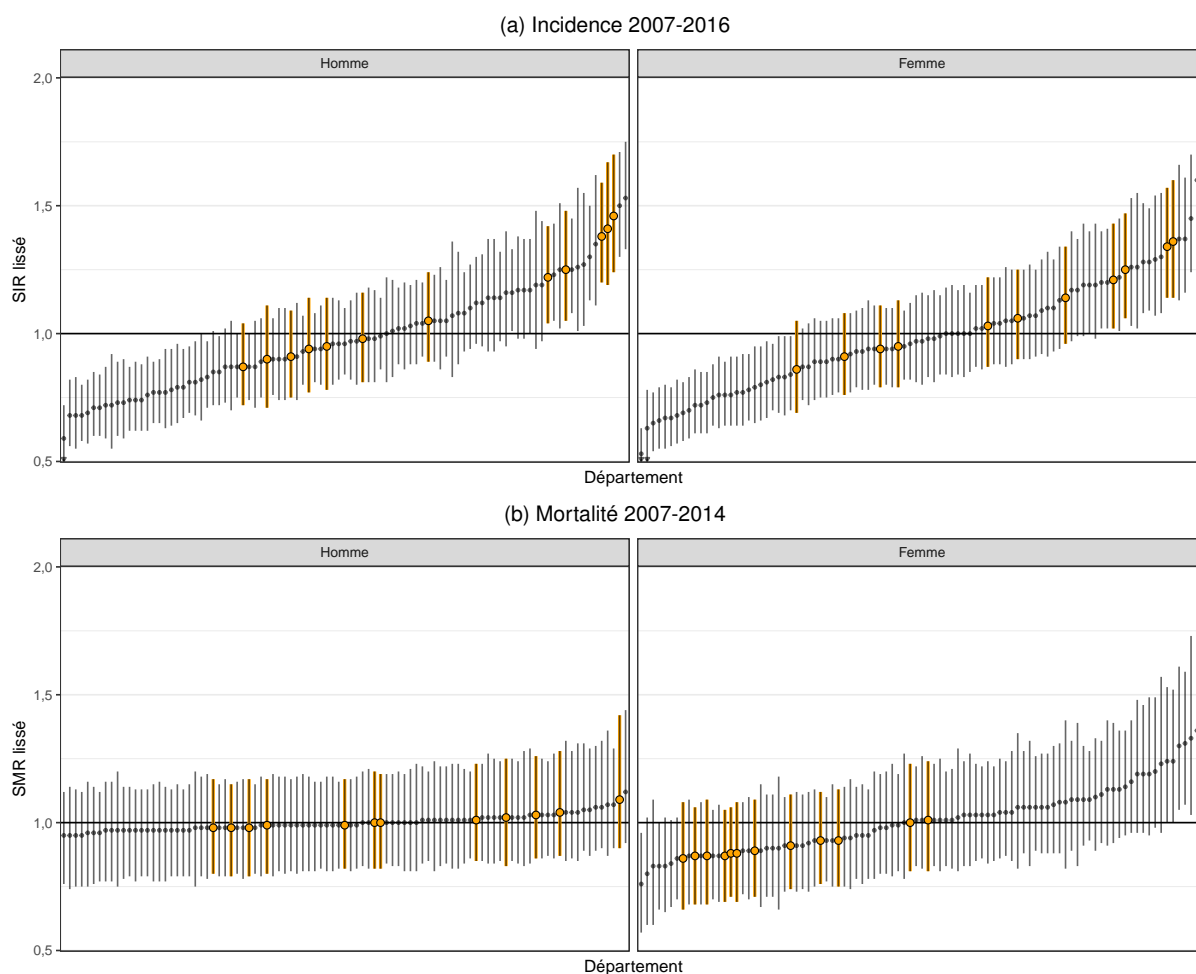 (a) Incidence 2007-2016
Homme
Femme
2,0
1,5
1,0
0,5
SIR lissé
Département
(b) Mortalité 2007-2014
Homme
Femme
2,0
1,5
1,0
0,5
SMR lissé
Département